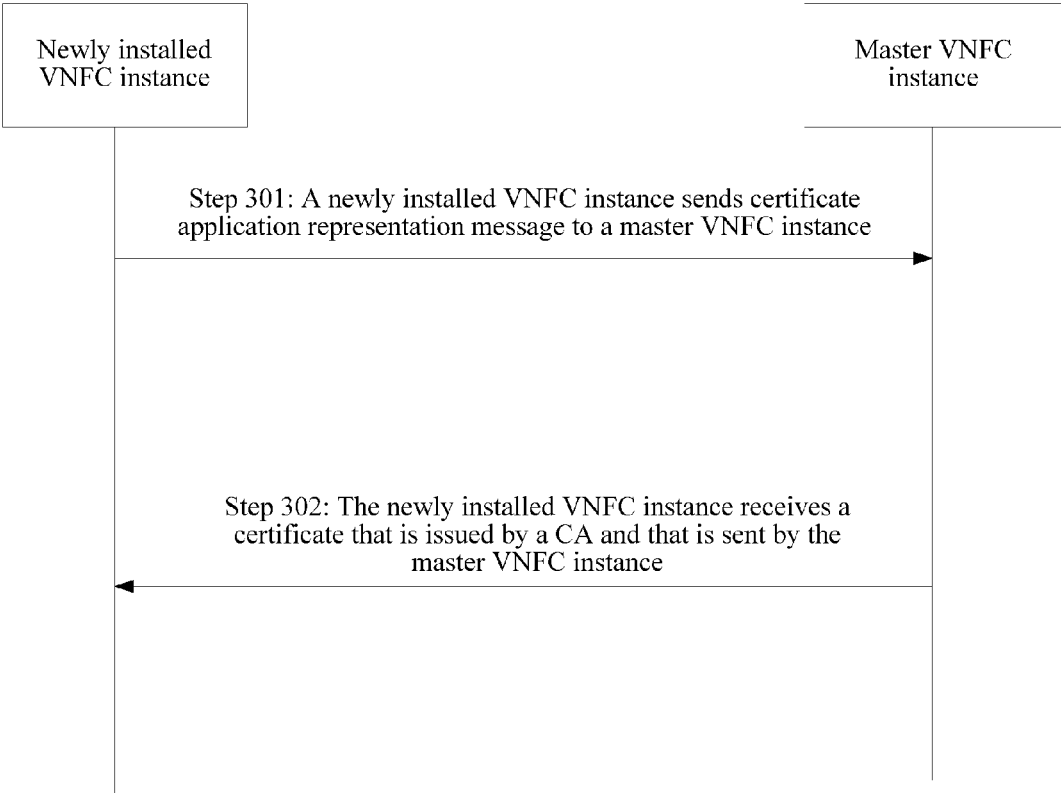 Newly installed
VNFC instance
Master VNFC
instance
Step 301: A newly installed VNFC instance sends certificate
application representation message to a master VNFC instance
Step 302: The newly installed VNFC instance receives a
certificate that is issued by a CA and that is sent by the
master VNFC instance